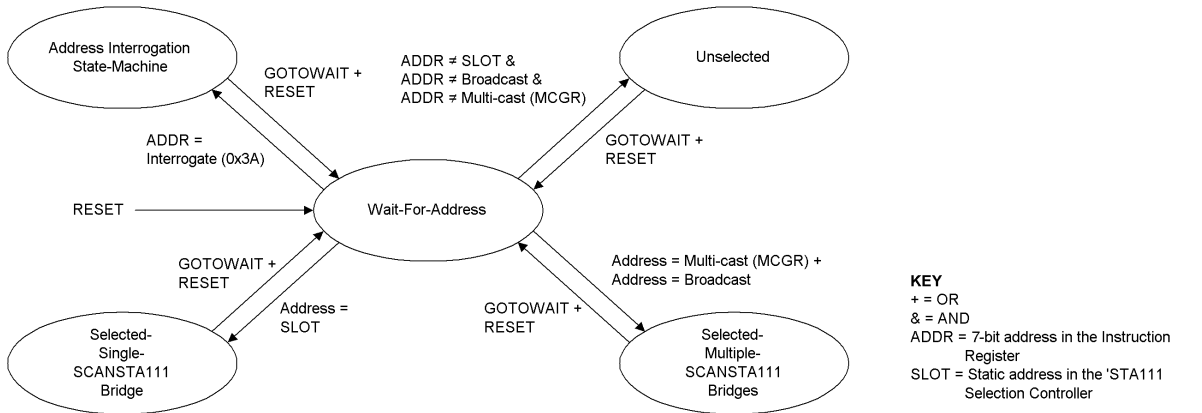 Address Interrogation
State-Machine
GOTOWAIT +
RESET
ADDR ≠ SLOT &
ADDR ≠ Broadcast &
ADDR ≠ Multi-cast (MCGR)
Unselected
ADDR =
Interrogate (0x3A)
GOTOWAIT +
RESET
RESET
Wait-For-Address
GOTOWAIT +
RESET
Address =
SLOT
Address = Multi-cast (MCGR) +
Address = Broadcast
GOTOWAIT +
RESET
Selected-
Single-
SCANSTA111
Bridge
Selected-
Multiple-
SCANSTA111
Bridges
KEY
+ = OR
& = AND
ADDR = 7-bit address in the Instruction
Register
SLOT = Static address in the 'STA111
Selection Controller